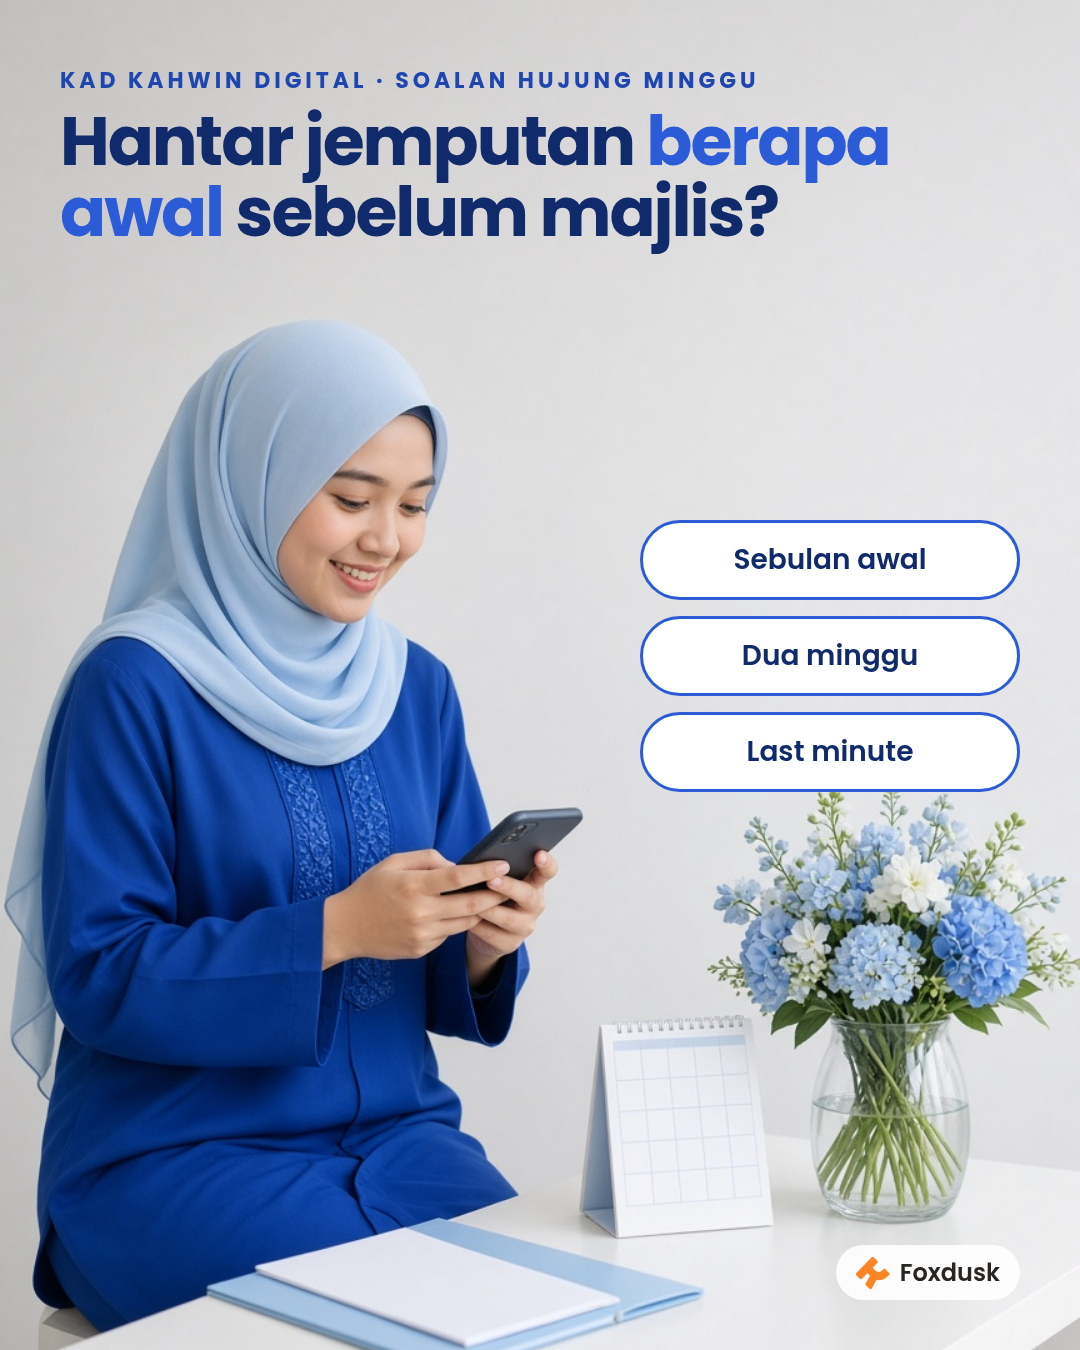 KAD KAHWIN DIGITAL · SOALAN HUJUNG MINGGU
Hantar jemputan berapa
awal sebelum majlis?
Sebulan awal
Dua minggu
Last minute
Foxdusk